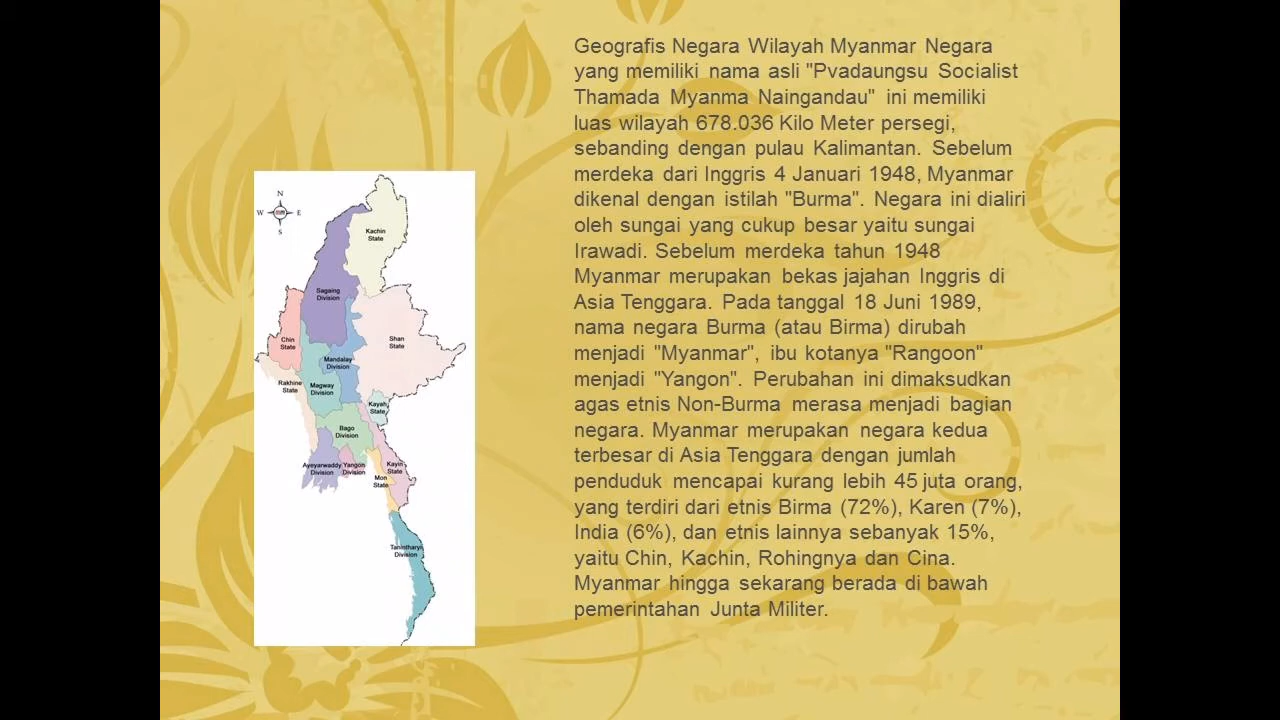 Geografis Negara Wilayah Myanmar Negara
yang memiliki nama asli "Pvadaungsu Socialist
Thamada Myanma Naingandau" ini memiliki
luas wilayah 678.036 Kilo Meter persegi,
sebanding dengan pulau Kalimantan. Sebelum
merdeka dari Inggris 4 Januari 1948, Myanmar
dikenal dengan istilah "Burma". Negara ini dialiri
oleh sungai yang cukup besar yaitu sungai
Irawadi. Sebelum merdeka tahun 1948
Myanmar merupakan bekas jajahan Inggris di
Asia Tenggara. Pada tanggal 18 Juni 1989,
nama negara Burma (atau Birma) dirubah
menjadi "Myanmar", ibu kotanya "Rangoon"
menjadi "Yangon". Perubahan ini dimaksudkan
agas etnis Non-Burma merasa menjadi bagian
negara. Myanmar merupakan negara kedua
terbesar di Asia Tenggara dengan jumlah
penduduk mencapai kurang lebih 45 juta orang,
yang terdiri dari etnis Birma (72%), Karen (7%),
India (6%), dan etnis lainnya sebanyak 15%,
yaitu Chin, Kachin, Rohingnya dan Cina.
Myanmar hingga sekarang berada di bawah
pemerintahan Junta Militer.
N
W E
S
Kachin
State
Sagaing
Division
Chin
State
Shan
State
Mandalay
Division
Rakhine
State
Magway
Division
Kayah
State
Bago
Division
Ayeyarwaddy
Division
Yangon
Division
Kayin
State
Mon
State
Tanintharyi
Division